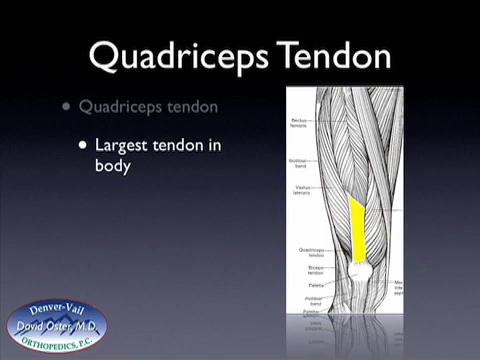 Quadriceps Tendon
Quadriceps tendon
Largest tendon in
body
Rectus
femoris
Iliotibial
band
Vastus
lateralis
Quadriceps
tendon
Biceps
tendon
Patella
Iliotibial
band
Denver-Vail
David Oster, M.D.
ORTHOPEDICS, P.C.